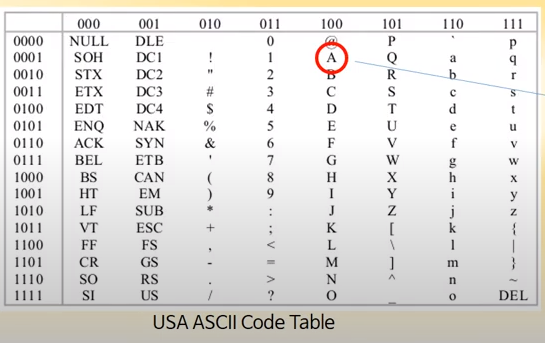 000 001 010 011 100 101 110 111
0000 NULL DLE 0 @ P ` p
0001 SOH DC1 ! 1 A Q a q
0010 STX DC2 " 2 B R b r
0011 ETX DC3 # 3 C S c s
0100 EDT DC4 $ 4 D T d t
0101 ENQ NAK % 5 E U e u
0110 ACK SYN & 6 F V f v
0111 BEL ETB ' 7 G W g w
1000 BS CAN ( 8 H X h x
1001 HT EM ) 9 I Y i y
1010 LF SUB * : J Z j z
1011 VT ESC + ; K [ k {
1100 FF FS , < L \ l |
1101 CR GS - = M ] m }
1110 SO RS . > N ^ n ~
1111 SI US / ? O _ o DEL
USA ASCII Code Table